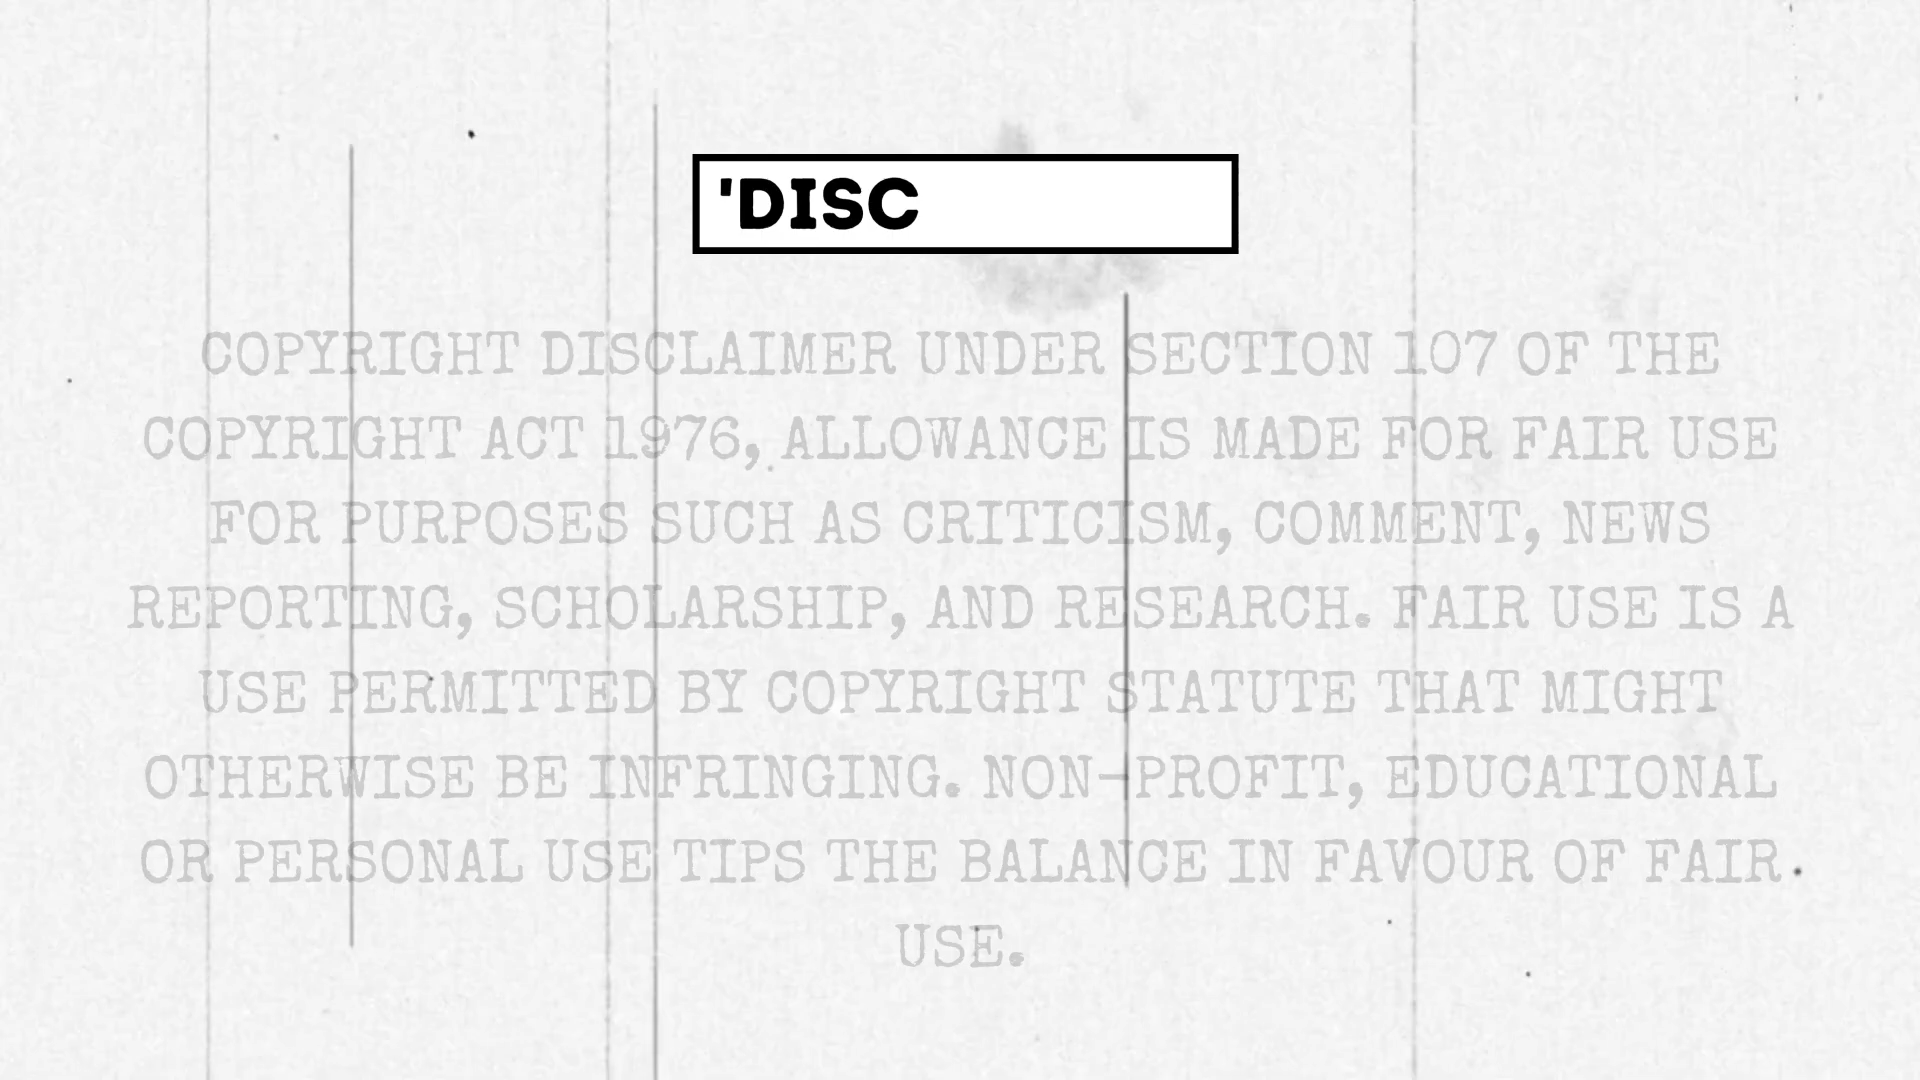 'DISC
COPYRIGHT DISCLAIMER UNDER SECTION 107 OF THE
COPYRIGHT ACT 1976, ALLOWANCE IS MADE FOR FAIR USE
FOR PURPOSES SUCH AS CRITICISM, COMMENT, NEWS
REPORTING, SCHOLARSHIP, AND RESEARCH. FAIR USE IS A
USE PERMITTED BY COPYRIGHT STATUTE THAT MIGHT
OTHERWISE BE INFRINGING. NON-PROFIT, EDUCATIONAL
OR PERSONAL USE TIPS THE BALANCE IN FAVOUR OF FAIR
USE.